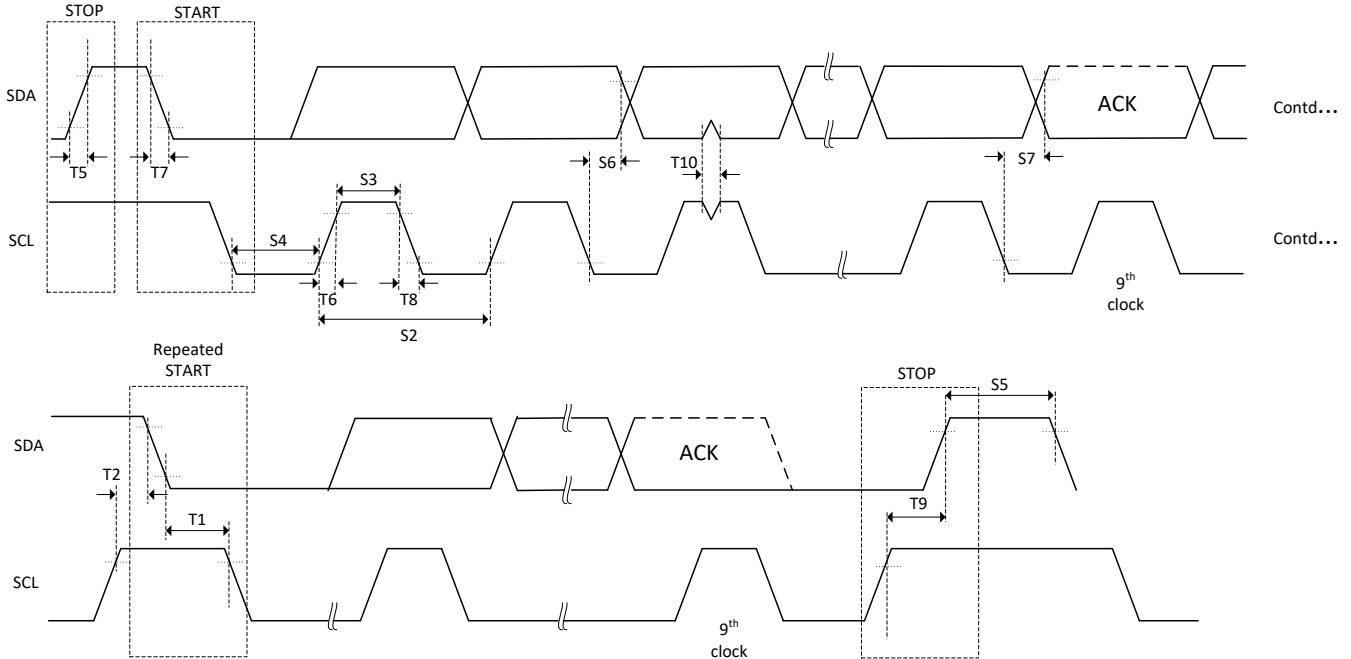 STOP
START
SDA
ACK
Contd...
T5
T7
S6
T10
S7
S3
SCL
S4
Contd...
T6
T8
9th
clock
S2
Repeated
START
STOP
S5
SDA
ACK
T2
T9
T1
SCL
9th
clock